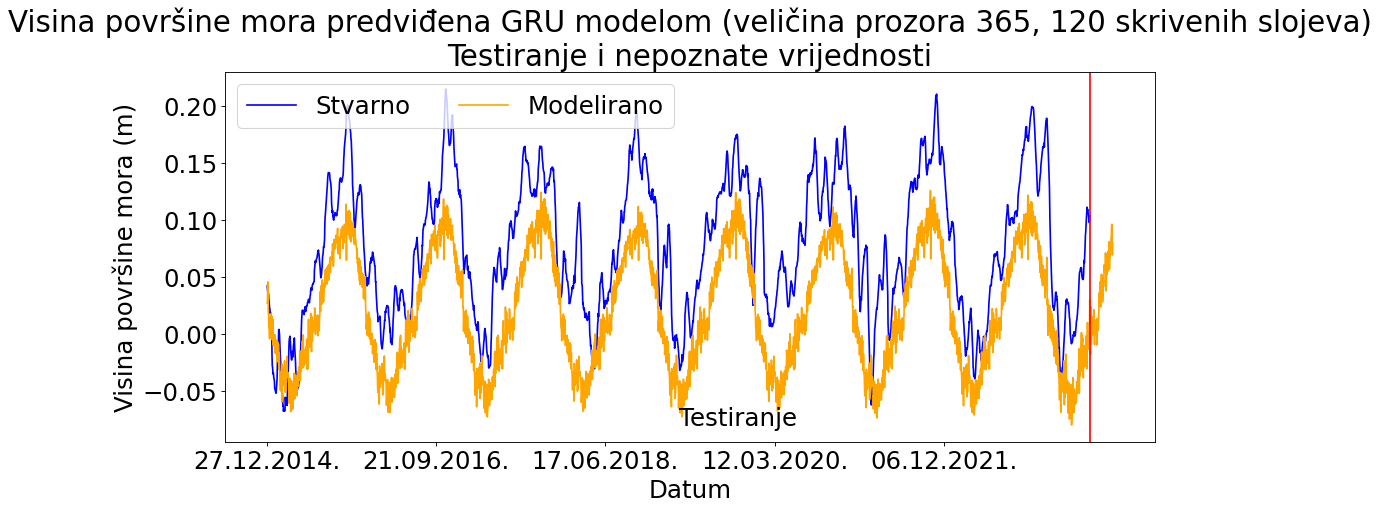 Visina površine mora predviđena GRU modelom (veličina prozora 365, 120 skrivenih slojeva)
Testiranje i nepoznate vrijednosti
Stvarno Modelirano
Visina površine mora (m)
0.20
0.15
0.10
0.05
0.00
−0.05
Testiranje
27.12.2014. 21.09.2016. 17.06.2018. 12.03.2020. 06.12.2021.
Datum